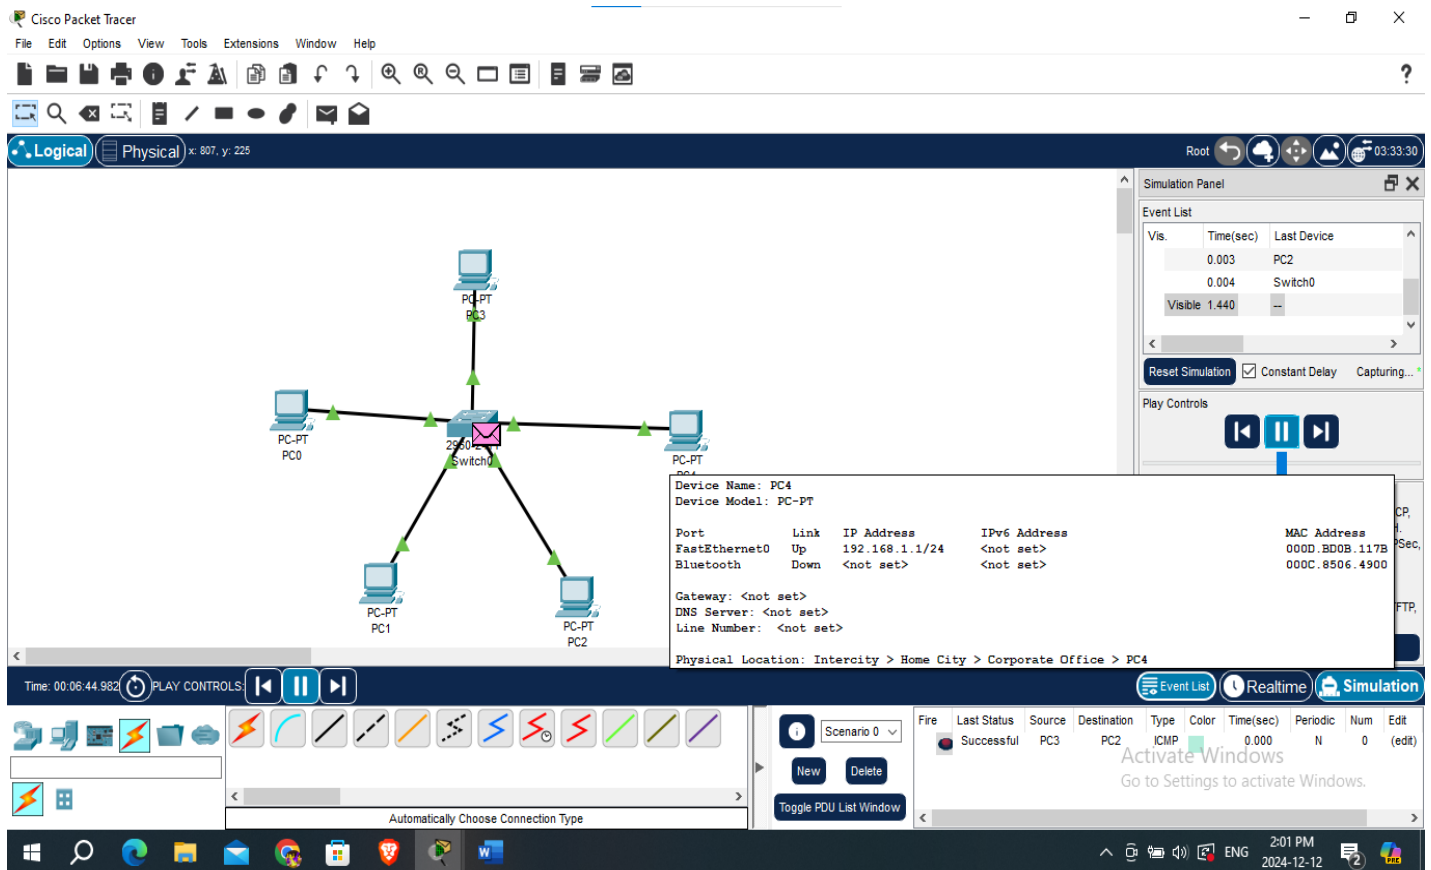 Cisco Packet Tracer
File Edit Options View Tools Extensions Window Help
?
Logical Physical x: 807, y: 225
Root 03:33:30
Simulation Panel
Event List
Vis. Time(sec) Last Device
0.003 PC2
0.004 Switch0
Visible 1.440 --
Reset Simulation Constant Delay Capturing... *
Play Controls
PC-PT
PC3
PC-PT
PC0
Switch0
PC-PT
PC-PT
PC1
PC-PT
PC2
Device Name: PC4
Device Model: PC-PT
Port Link IP Address IPv6 Address MAC Address
FastEthernet0 Up 192.168.1.1/24 <not set> 000D.BD0B.117B
Bluetooth Down <not set> <not set> 000C.8506.4900
Gateway: <not set>
DNS Server: <not set>
Line Number: <not set>
Physical Location: Intercity > Home City > Corporate Office > PC4
Time: 00:06:44.982 PLAY CONTROLS:
Event List Realtime Simulation
Scenario 0
New Delete
Toggle PDU List Window
Fire Last Status Source Destination Type Color Time(sec) Periodic Num Edit
Successful PC3 PC2 ICMP 0.000 N 0 (edit)
Activate Windows
Go to Settings to activate Windows.
Automatically Choose Connection Type
ENG
2:01 PM
2024-12-12
2
PRE